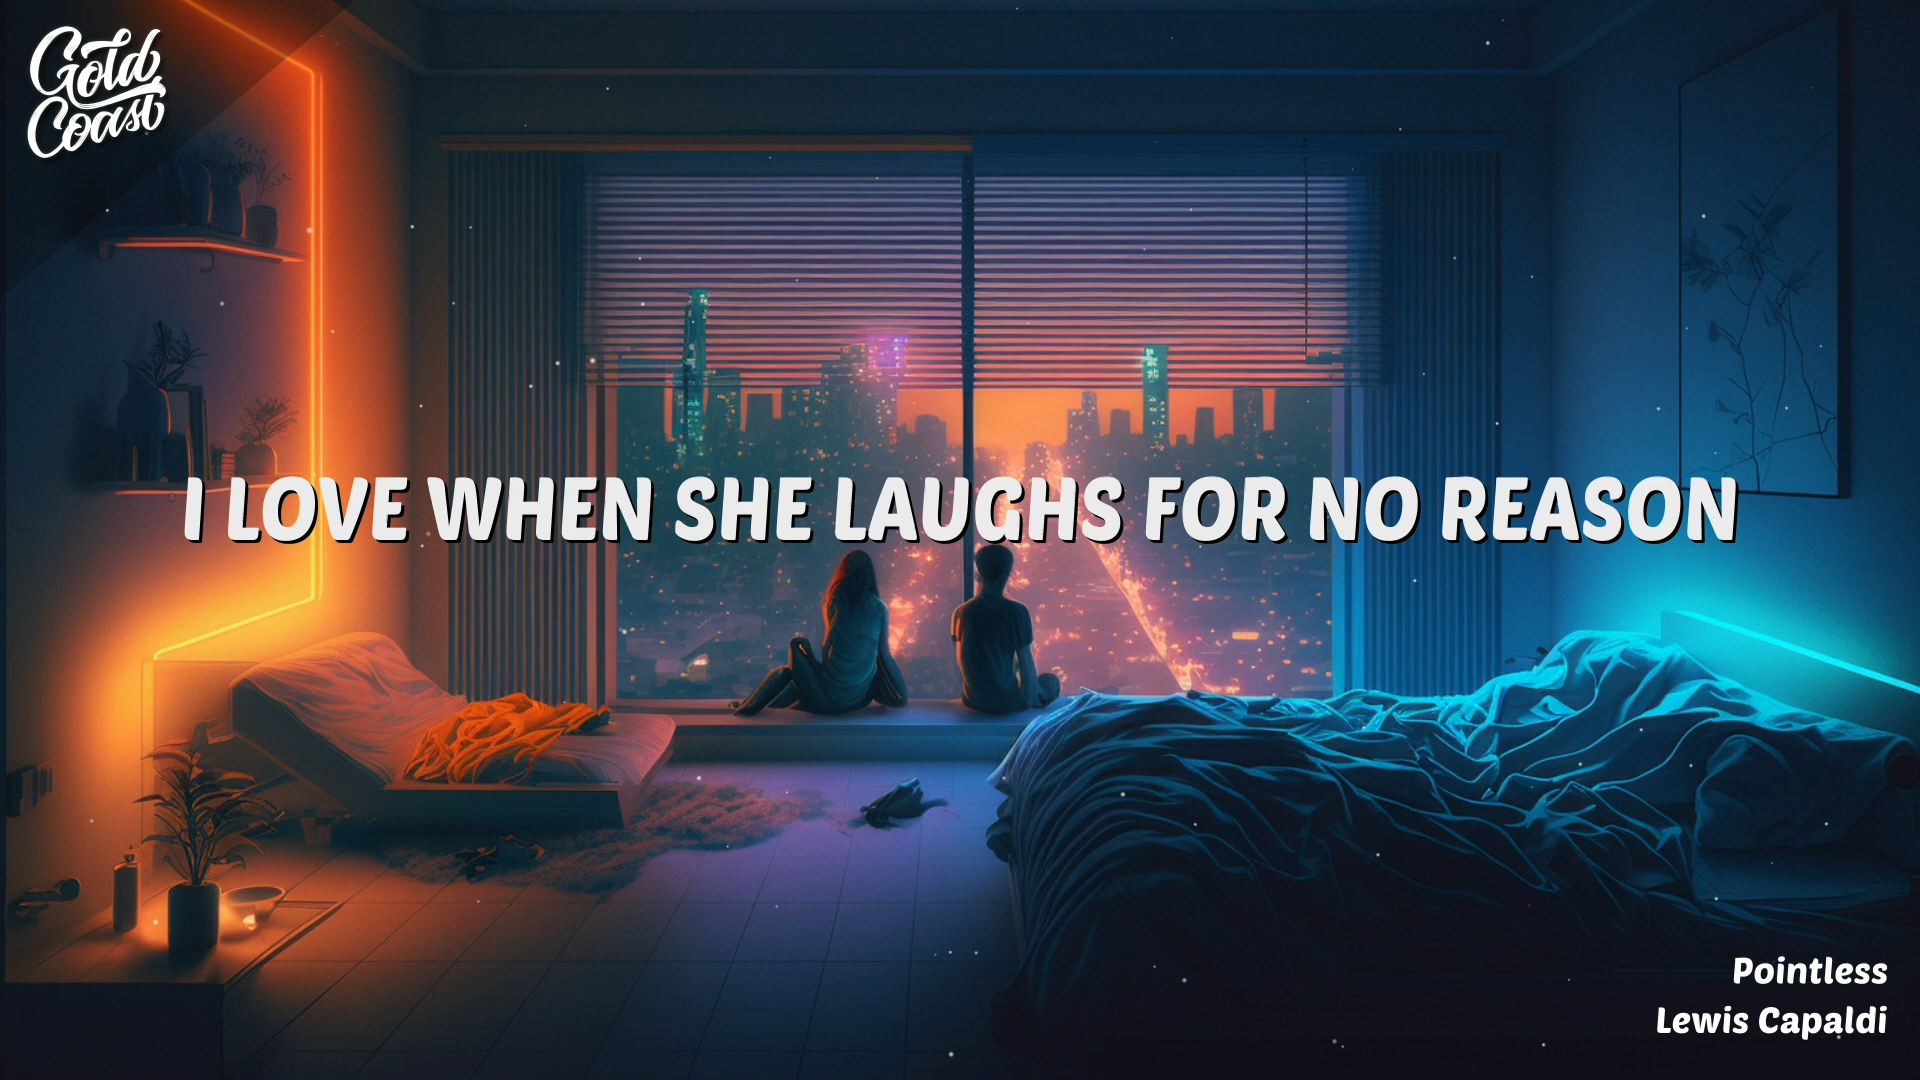 Gold
Coast
I LOVE WHEN SHE LAUGHS FOR NO REASON
Pointless
Lewis Capaldi